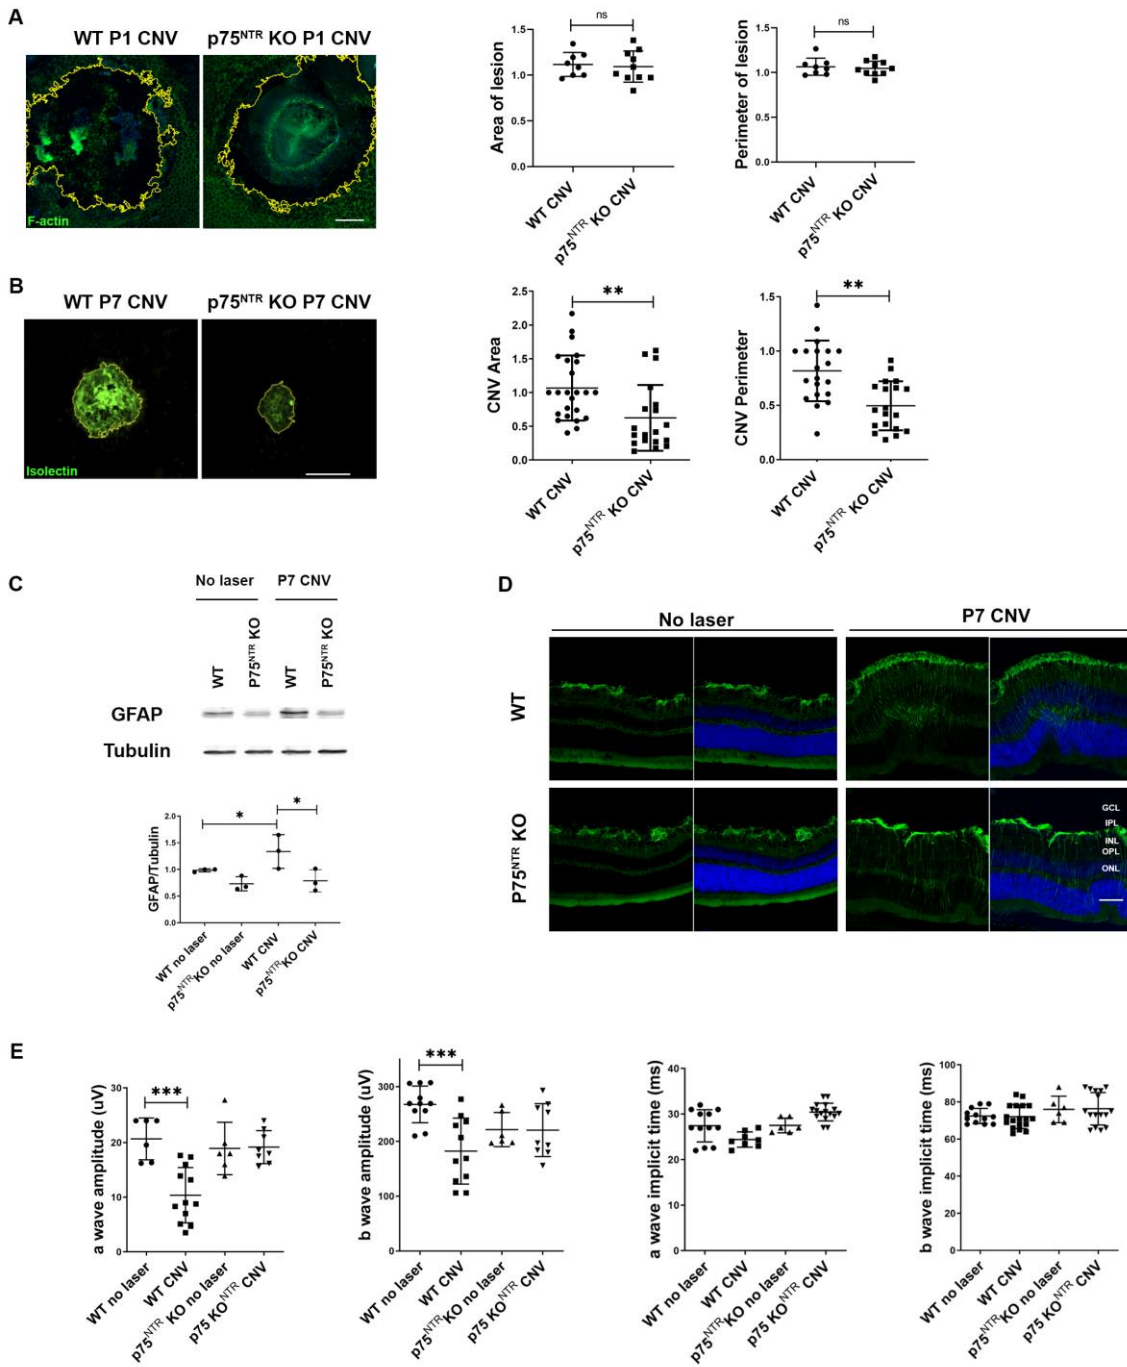 A
WT P1 CNV
p75NTR KO P1 CNV
F-actin
ns
Area of lesion
1.5
1.0
0.5
0.0
WT CNV
p75NTR KO CNV
ns
Perimeter of lesion
1.5
1.0
0.5
0.0
WT CNV
p75NTR KO CNV
B
WT P7 CNV
p75NTR KO P7 CNV
Isolectin
**
CNV Area
2.5
2.0
1.5
1.0
0.5
0.0
WT CNV
p75NTR KO CNV
**
CNV Perimeter
1.5
1.0
0.5
0.0
WT CNV
p75NTR KO CNV
C
No laser
P7 CNV
WT
P75NTR KO
WT
P75NTR KO
GFAP
Tubulin
*
*
GFAP/Tubulin
2.0
1.5
1.0
0.5
0.0
WT no laser
p75NTR KO no laser
WT CNV
p75NTR KO CNV
D
No laser
P7 CNV
WT
P75NTR KO
GCL
IPL
INL
OPL
ONL
E
***
a wave amplitude (uV)
30
20
10
0
WT no laser
WT CNV
p75NTR KO no laser
p75 KONTR CNV
***
b wave amplitude (uV)
300
200
100
0
WT no laser
WT CNV
p75NTR KO no laser
p75 KONTR CNV
a wave implicit time (ms)
40
30
20
10
0
WT no laser
WT CNV
p75NTR KO no laser
p75 KONTR CNV
b wave implicit time (ms)
100
80
60
40
20
0
WT no laser
WT CNV
p75NTR KO no laser
p75 KONTR CNV